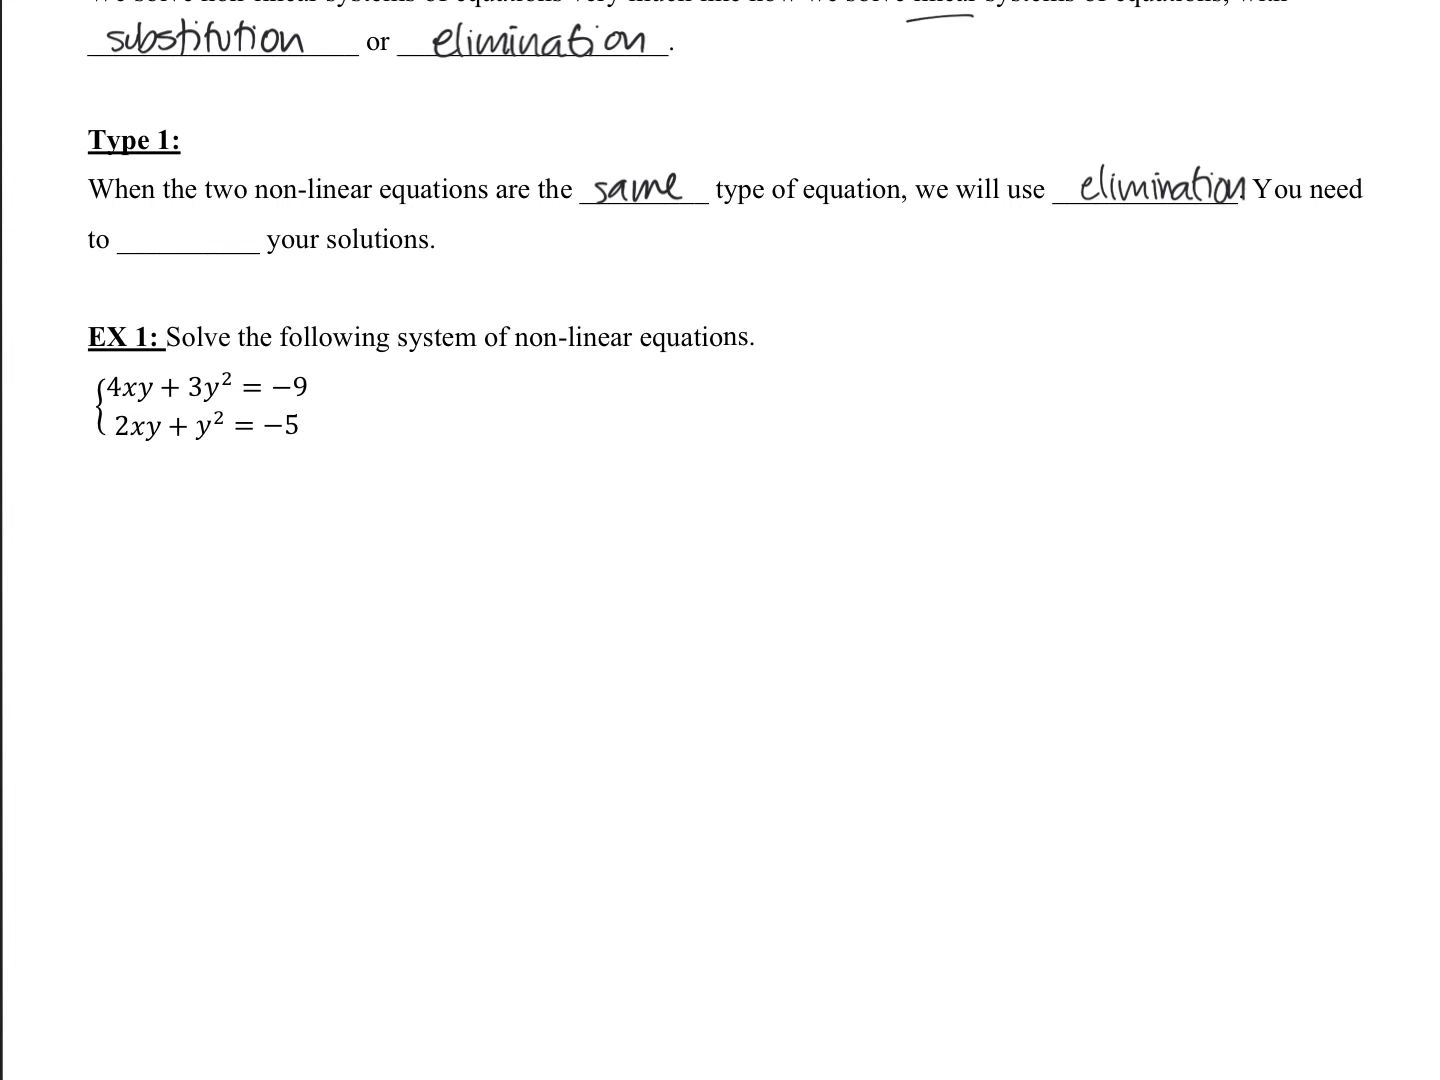 substitution or elimination.
Type 1:
When the two non-linear equations are the same type of equation, we will use elimination You need
to __________ your solutions.
EX 1: Solve the following system of non-linear equations.
4xy + 3y² = −9
2xy + y² = −5